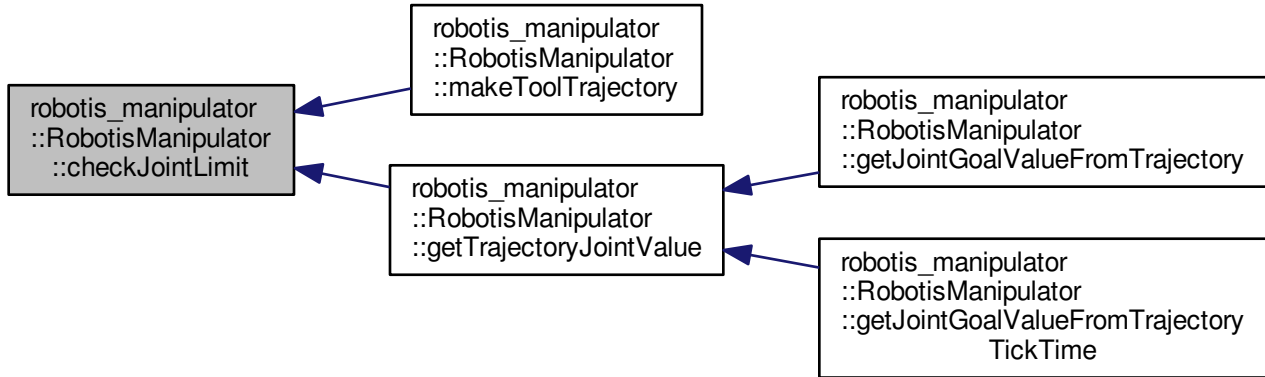 robotis_manipulator
::RobotisManipulator
::checkJointLimit
robotis_manipulator
::RobotisManipulator
::makeToolTrajectory
robotis_manipulator
::RobotisManipulator
::getTrajectoryJointValue
robotis_manipulator
::RobotisManipulator
::getJointGoalValueFromTrajectory
robotis_manipulator
::RobotisManipulator
::getJointGoalValueFromTrajectory
TickTime